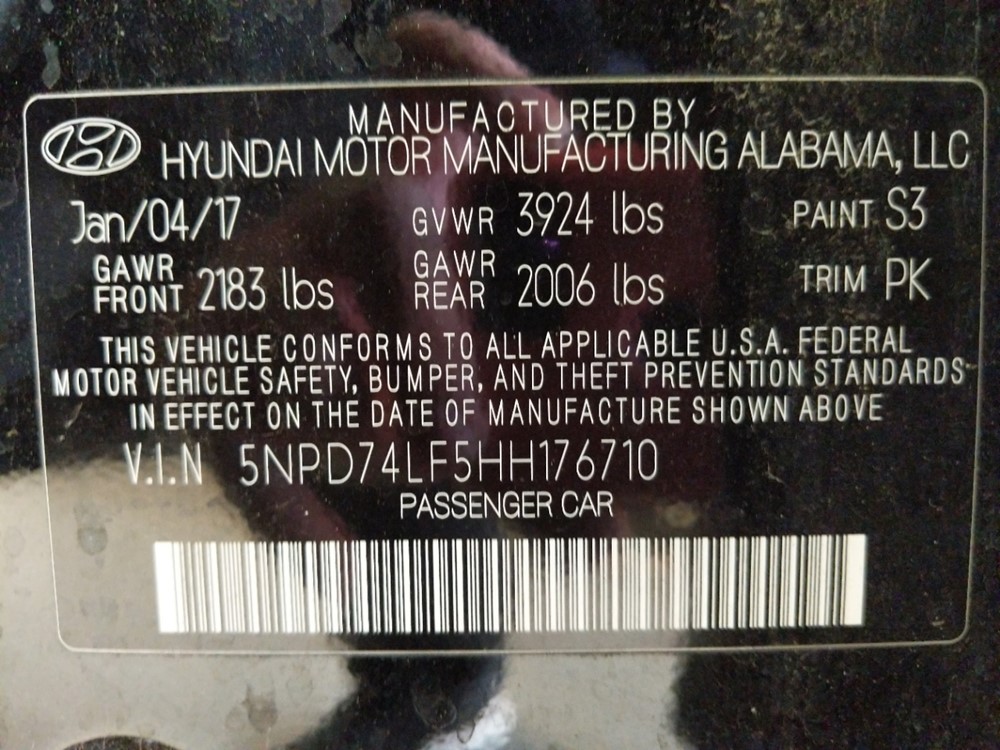 MANUFACTURED BY
HYUNDAI MOTOR MANUFACTURING ALABAMA, LLC
Jan/04/17 GVWR 3924 lbs PAINT S3
GAWR FRONT 2183 lbs GAWR REAR 2006 lbs TRIM PK
THIS VEHICLE CONFORMS TO ALL APPLICABLE U.S.A. FEDERAL
MOTOR VEHICLE SAFETY, BUMPER, AND THEFT PREVENTION STANDARDS
IN EFFECT ON THE DATE OF MANUFACTURE SHOWN ABOVE
V.I.N 5NPD74LF5HH176710
PASSENGER CAR